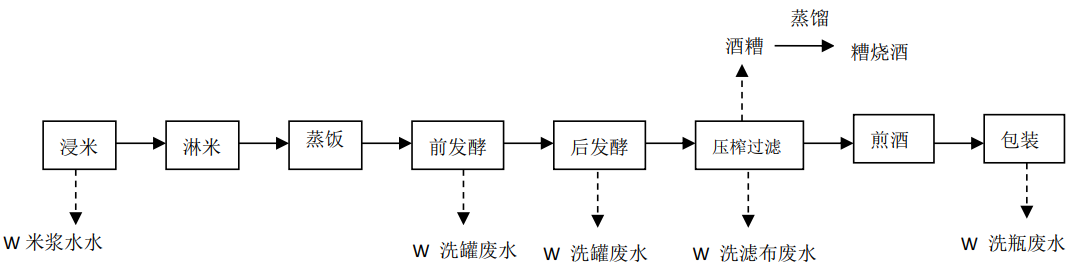 蒸馏
酒糟
糟烧酒
浸米
淋米
蒸饭
前发酵
后发酵
压榨过滤
煎酒
包装
W 米浆水水
W 洗罐废水
W 洗罐废水
W 洗滤布废水
W 洗瓶废水